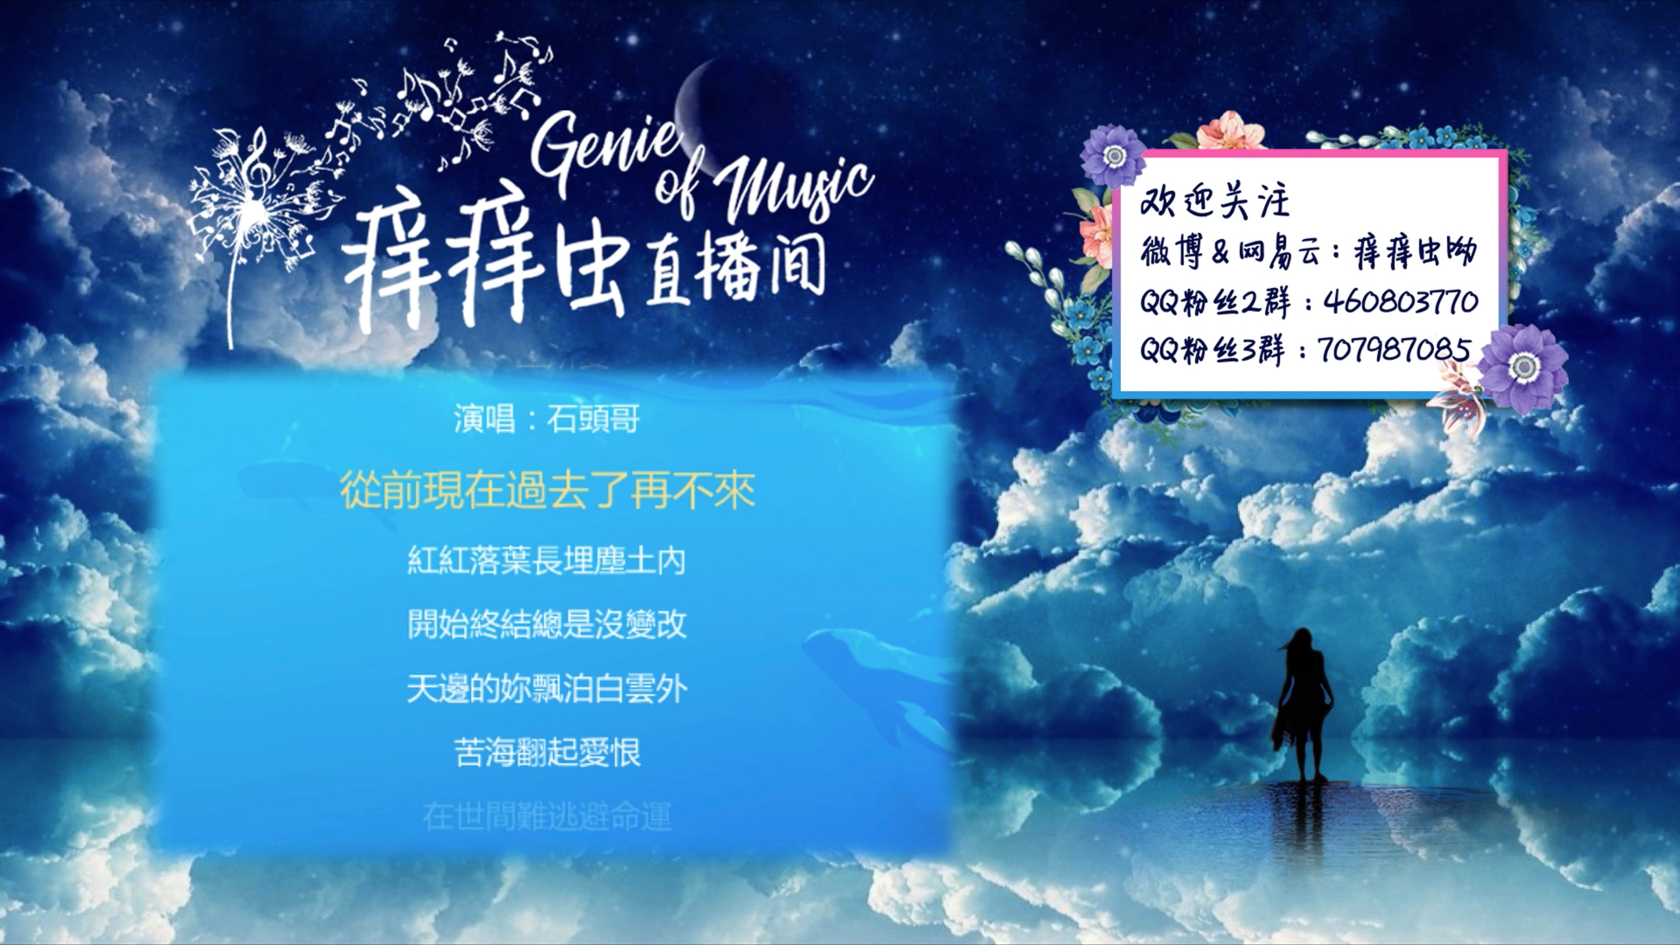 Genie
of Music
痒痒虫直播间
欢迎关注
微博&网易云：痒痒虫呦
QQ粉丝2群：460803770
QQ粉丝3群：707987085
演唱：石頭哥
從前現在過去了再不來
紅紅落葉長埋塵土內
開始終結總是沒變改
天邊的妳飄泊白雲外
苦海翻起愛恨
在世間難逃避命運